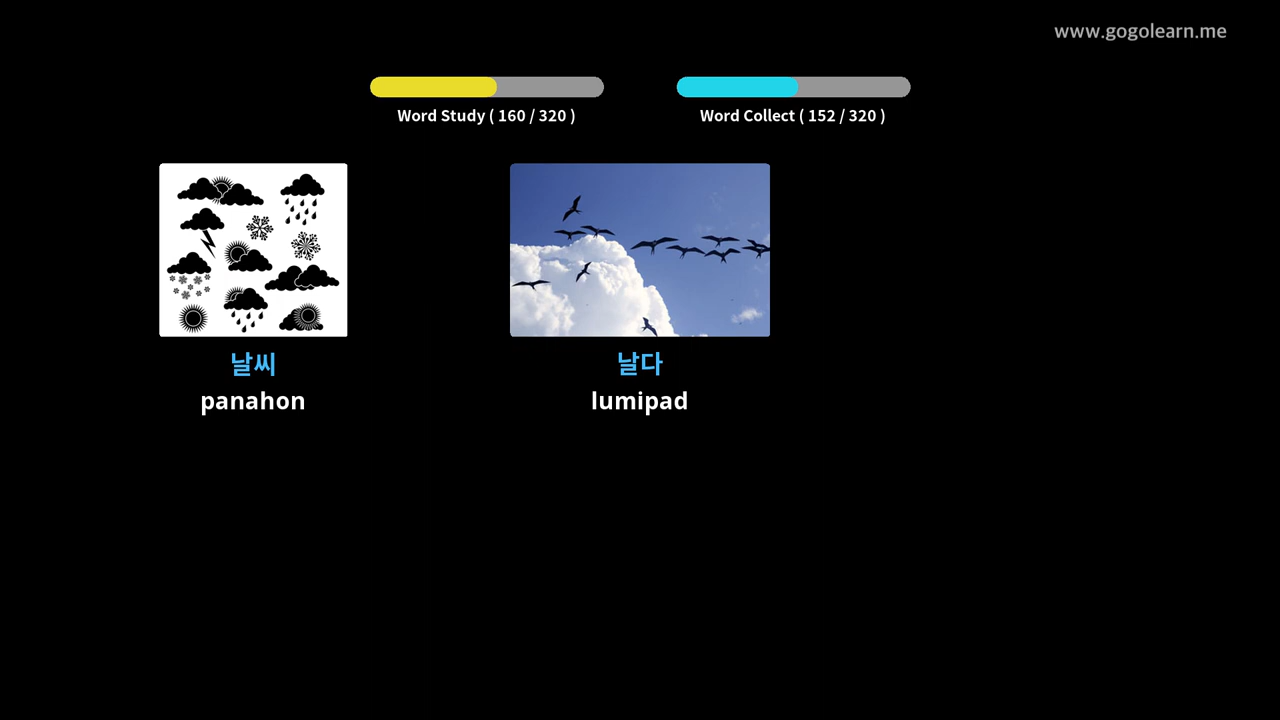 www.gogolearn.me
Word Study ( 160 / 320 )
Word Collect ( 152 / 320 )
날씨
panahon
날다
lumipad